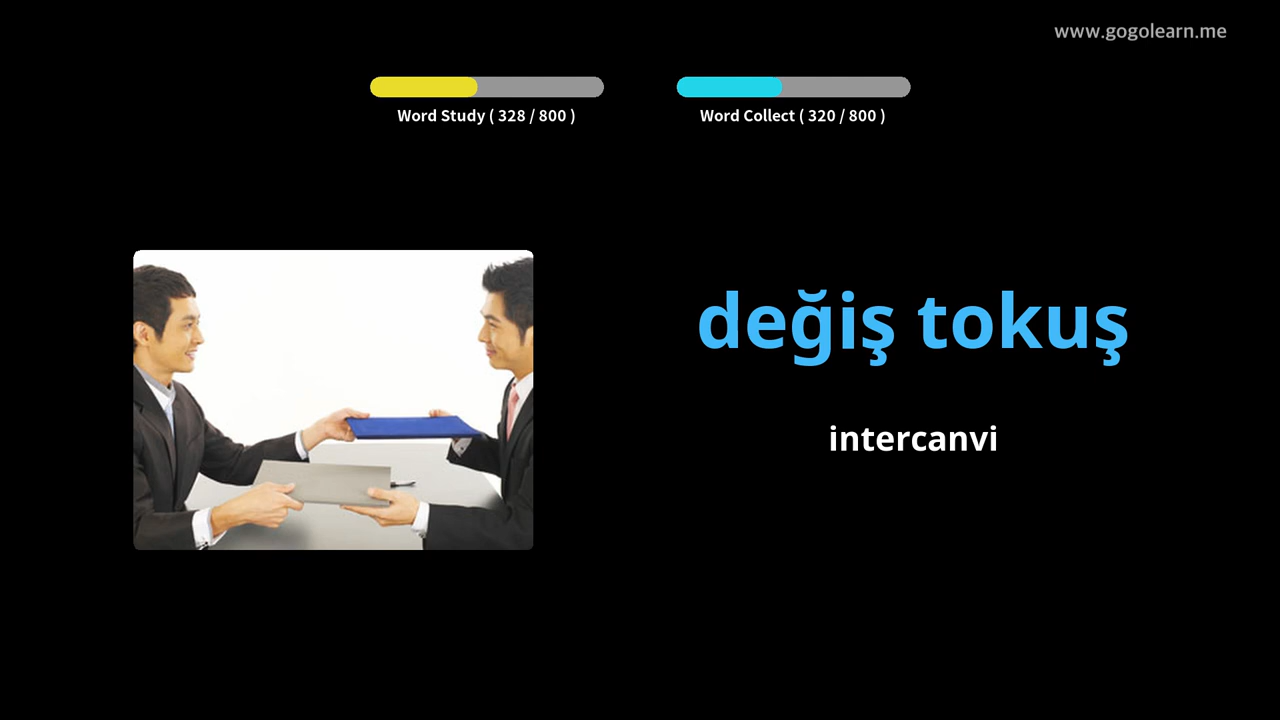 www.gogolearn.me
Word Study ( 328 / 800 )
Word Collect ( 320 / 800 )
değiş tokuş
intercanvi